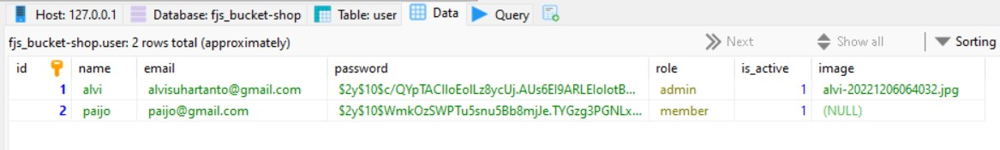 Host: 127.0.0.1 Database: fjs_bucket-shop Table: user Data Query
fjs_bucket-shop.user: 2 rows total (approximately) Next Show all Sorting
id name email password role is_active image
1 alvi alvisuhartanto@gmail.com $2y$10$c/QYpTACIIoEoILz8ycUj.AUs6EI9ARLEIoIotB... admin 1 alvi-20221206064032.jpg
2 paijo paijo@gmail.com $2y$10$WmkOzSWPTu5snu5Bb8mjJe.TYGzg3PGNLx... member 1 (NULL)